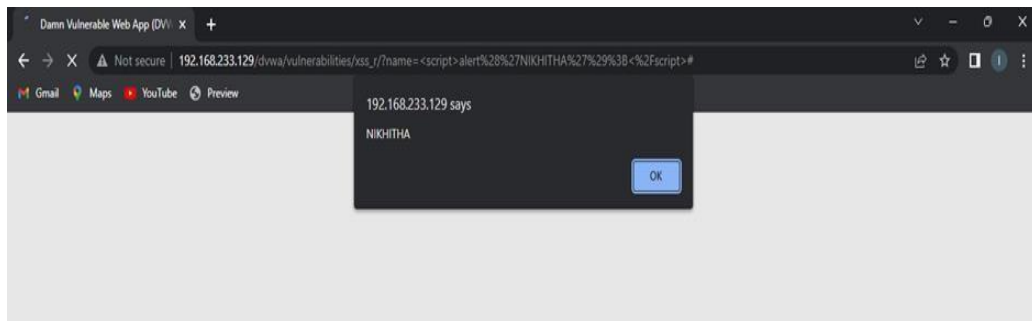 Damn Vulnerable Web App (DVW
Not secure | 192.168.233.129/dvwa/vulnerabilities/xss_r/?name=<script>alert%28%27NIKHITHA%27%29%3B<%2Fscript>#
Gmail Maps YouTube Preview
192.168.233.129 says
NIKHITHA
OK